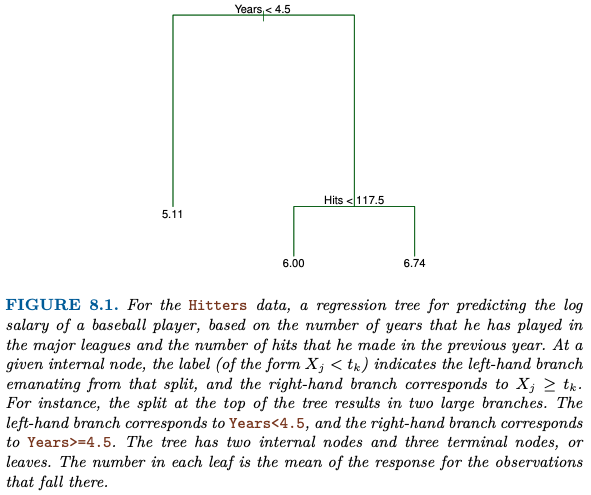 Years < 4.5
Hits < 117.5
5.11
6.00
6.74
FIGURE 8.1. For the Hitters data, a regression tree for predicting the log
salary of a baseball player, based on the number of years that he has played in
the major leagues and the number of hits that he made in the previous year. At a
given internal node, the label (of the form Xj < tk) indicates the left-hand branch
emanating from that split, and the right-hand branch corresponds to Xj ≥ tk.
For instance, the split at the top of the tree results in two large branches. The
left-hand branch corresponds to Years<4.5, and the right-hand branch corresponds
to Years>=4.5. The tree has two internal nodes and three terminal nodes, or
leaves. The number in each leaf is the mean of the response for the observations
that fall there.